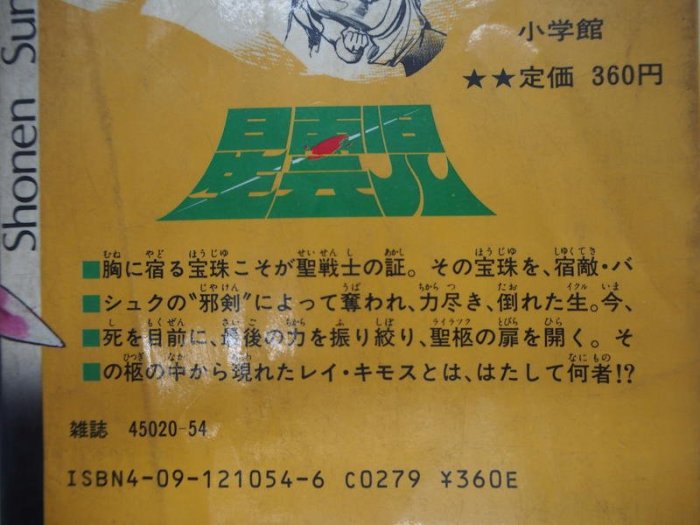 Shonen Sun
小学館
★★定価 360円
■胸に宿る宝珠こそが聖戦士の証。その宝珠を、宿敵・バ
■シュクの“邪剣”によって奪われ、力尽き、倒れた生。今、
■死を目前に、最後の力を振り絞り、聖柩の扉を開く。そ
■の柩の中から現れたレイ・キモスとは、はたして何者!?
雑誌 45020-54
ISBN4-09-121054-6 C0279 ¥360E